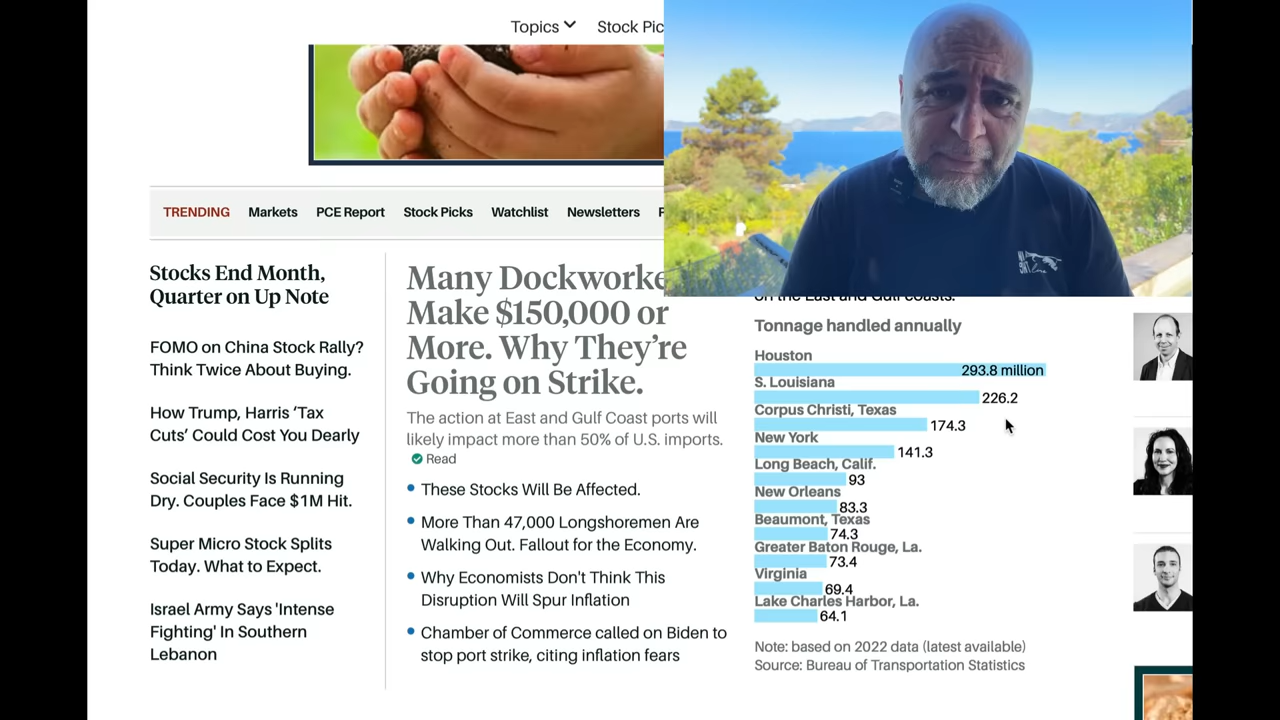 Topics
Stock Pic
TRENDING
Markets
PCE Report
Stock Picks
Watchlist
Newsletters
Stocks End Month,
Quarter on Up Note
FOMO on China Stock Rally?
Think Twice About Buying.
How Trump, Harris ‘Tax
Cuts’ Could Cost You Dearly
Social Security Is Running
Dry. Couples Face $1M Hit.
Super Micro Stock Splits
Today. What to Expect.
Israel Army Says 'Intense
Fighting' In Southern
Lebanon
Many Dockworke
Make $150,000 or
More. Why They’re
Going on Strike.
The action at East and Gulf Coast ports will
likely impact more than 50% of U.S. imports.
Read
These Stocks Will Be Affected.
More Than 47,000 Longshoremen Are
Walking Out. Fallout for the Economy.
Why Economists Don't Think This
Disruption Will Spur Inflation
Chamber of Commerce called on Biden to
stop port strike, citing inflation fears
on the East and Gulf coasts.
Tonnage handled annually
Houston
293.8 million
S. Louisiana
226.2
Corpus Christi, Texas
174.3
New York
141.3
Long Beach, Calif.
93
New Orleans
83.3
Beaumont, Texas
74.3
Greater Baton Rouge, La.
73.4
Virginia
69.4
Lake Charles Harbor, La.
64.1
Note: based on 2022 data (latest available)
Source: Bureau of Transportation Statistics